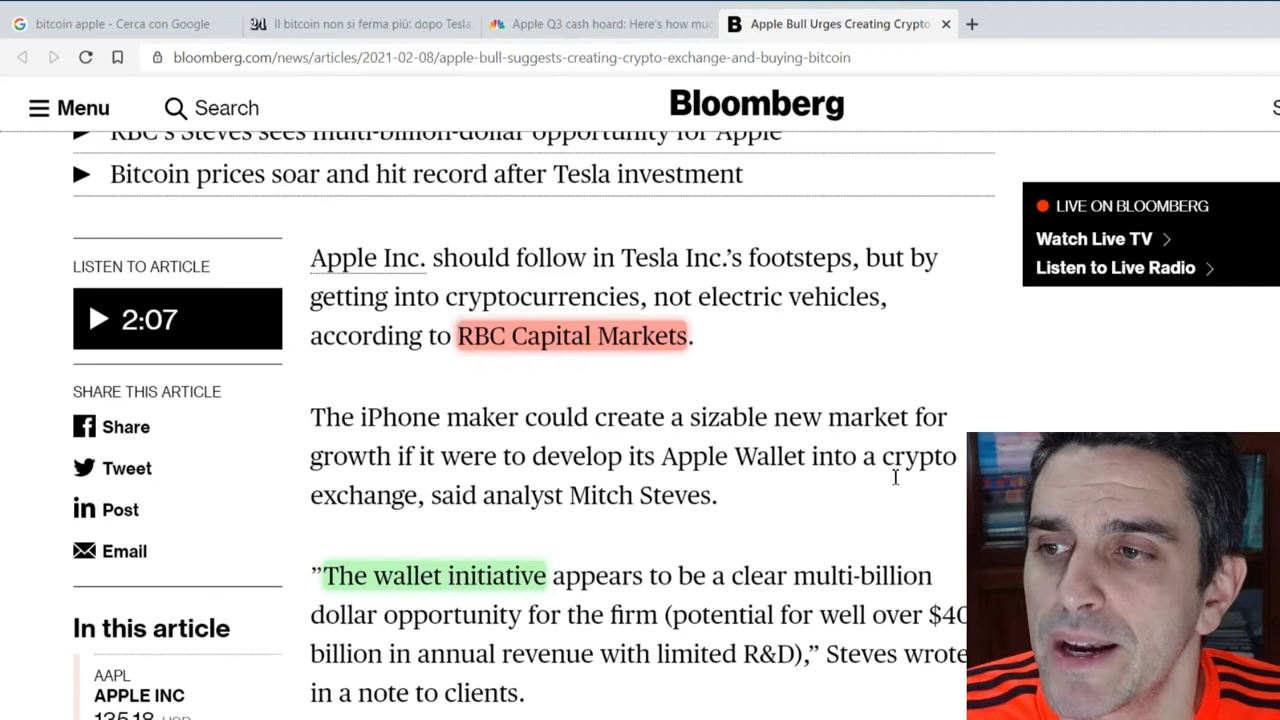 bitcoin apple - Cerca con Google
Il bitcoin non si ferma più: dopo Tesla
Apple Q3 cash hoard: Here's how muc
Apple Bull Urges Creating Crypto
bloomberg.com/news/articles/2021-02-08/apple-bull-suggests-creating-crypto-exchange-and-buying-bitcoin
Menu
Search
Bloomberg
S
RBC's Steves sees multi-billion-dollar opportunity for Apple
Bitcoin prices soar and hit record after Tesla investment
LISTEN TO ARTICLE
2:07
SHARE THIS ARTICLE
Share
Tweet
Post
Email
In this article
AAPL
APPLE INC
135.18 USD
Apple Inc. should follow in Tesla Inc.’s footsteps, but by
getting into cryptocurrencies, not electric vehicles,
according to RBC Capital Markets.
The iPhone maker could create a sizable new market for
growth if it were to develop its Apple Wallet into a crypto
exchange, said analyst Mitch Steves.
”The wallet initiative appears to be a clear multi-billion
dollar opportunity for the firm (potential for well over $40
billion in annual revenue with limited R&D),” Steves wrote
in a note to clients.
LIVE ON BLOOMBERG
Watch Live TV
Listen to Live Radio